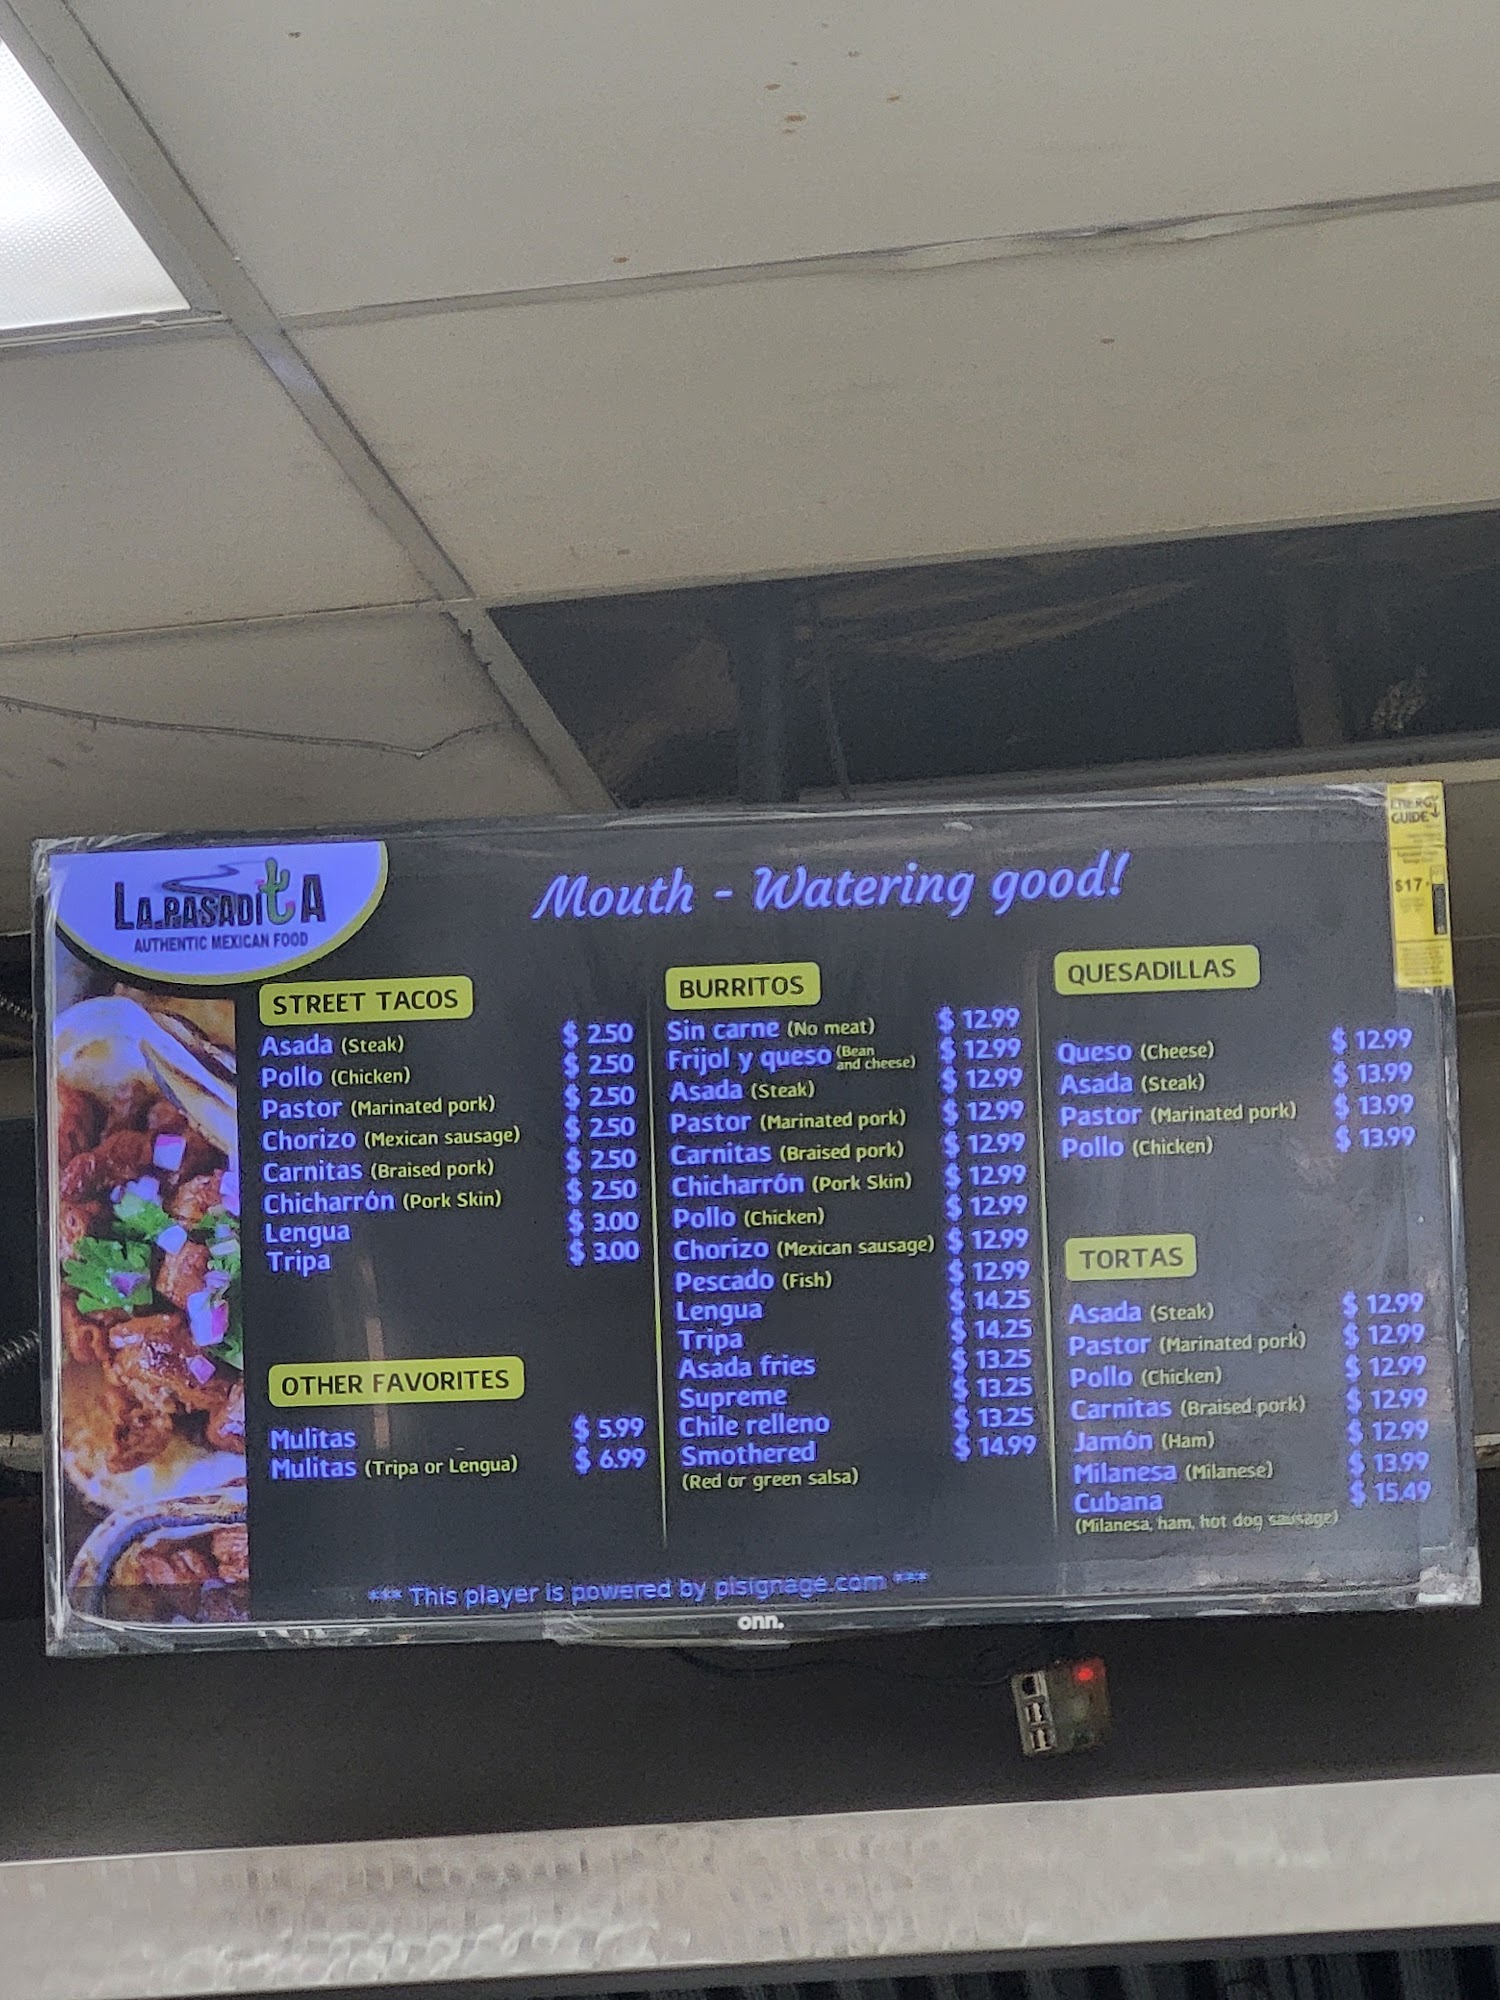 LA PASADITA
AUTHENTIC MEXICAN FOOD
Mouth - Watering good!
STREET TACOS
Asada (Steak) $ 2.50
Pollo (Chicken) $ 2.50
Pastor (Marinated pork) $ 2.50
Chorizo (Mexican sausage) $ 2.50
Carnitas (Braised pork) $ 2.50
Chicharrón (Pork Skin) $ 2.50
Lengua $ 3.00
Tripa $ 3.00
OTHER FAVORITES
Mulitas $ 5.99
Mulitas (Tripa or Lengua) $ 6.99
BURRITOS
Sin carne (No meat) $ 12.99
Frijol y queso (Bean and cheese) $ 12.99
Asada (Steak) $ 12.99
Pastor (Marinated pork) $ 12.99
Carnitas (Braised pork) $ 12.99
Chicharrón (Pork Skin) $ 12.99
Pollo (Chicken) $ 12.99
Chorizo (Mexican sausage) $ 12.99
Pescado (Fish) $ 12.99
Lengua $ 14.25
Tripa $ 14.25
Asada fries $ 13.25
Supreme $ 13.25
Chile relleno $ 13.25
Smothered $ 14.99
(Red or green salsa)
QUESADILLAS
Queso (Cheese) $ 12.99
Asada (Steak) $ 13.99
Pastor (Marinated pork) $ 13.99
Pollo (Chicken) $ 13.99
TORTAS
Asada (Steak) $ 12.99
Pastor (Marinated pork) $ 12.99
Pollo (Chicken) $ 12.99
Carnitas (Braised pork) $ 12.99
Jamón (Ham) $ 12.99
Milanesa (Milanese) $ 13.99
Cubana $ 15.49
(Milanesa, ham, hot dog sausage)
*** This player is powered by pisignage.com ***
onn.
ENERGY
GUIDE
$17